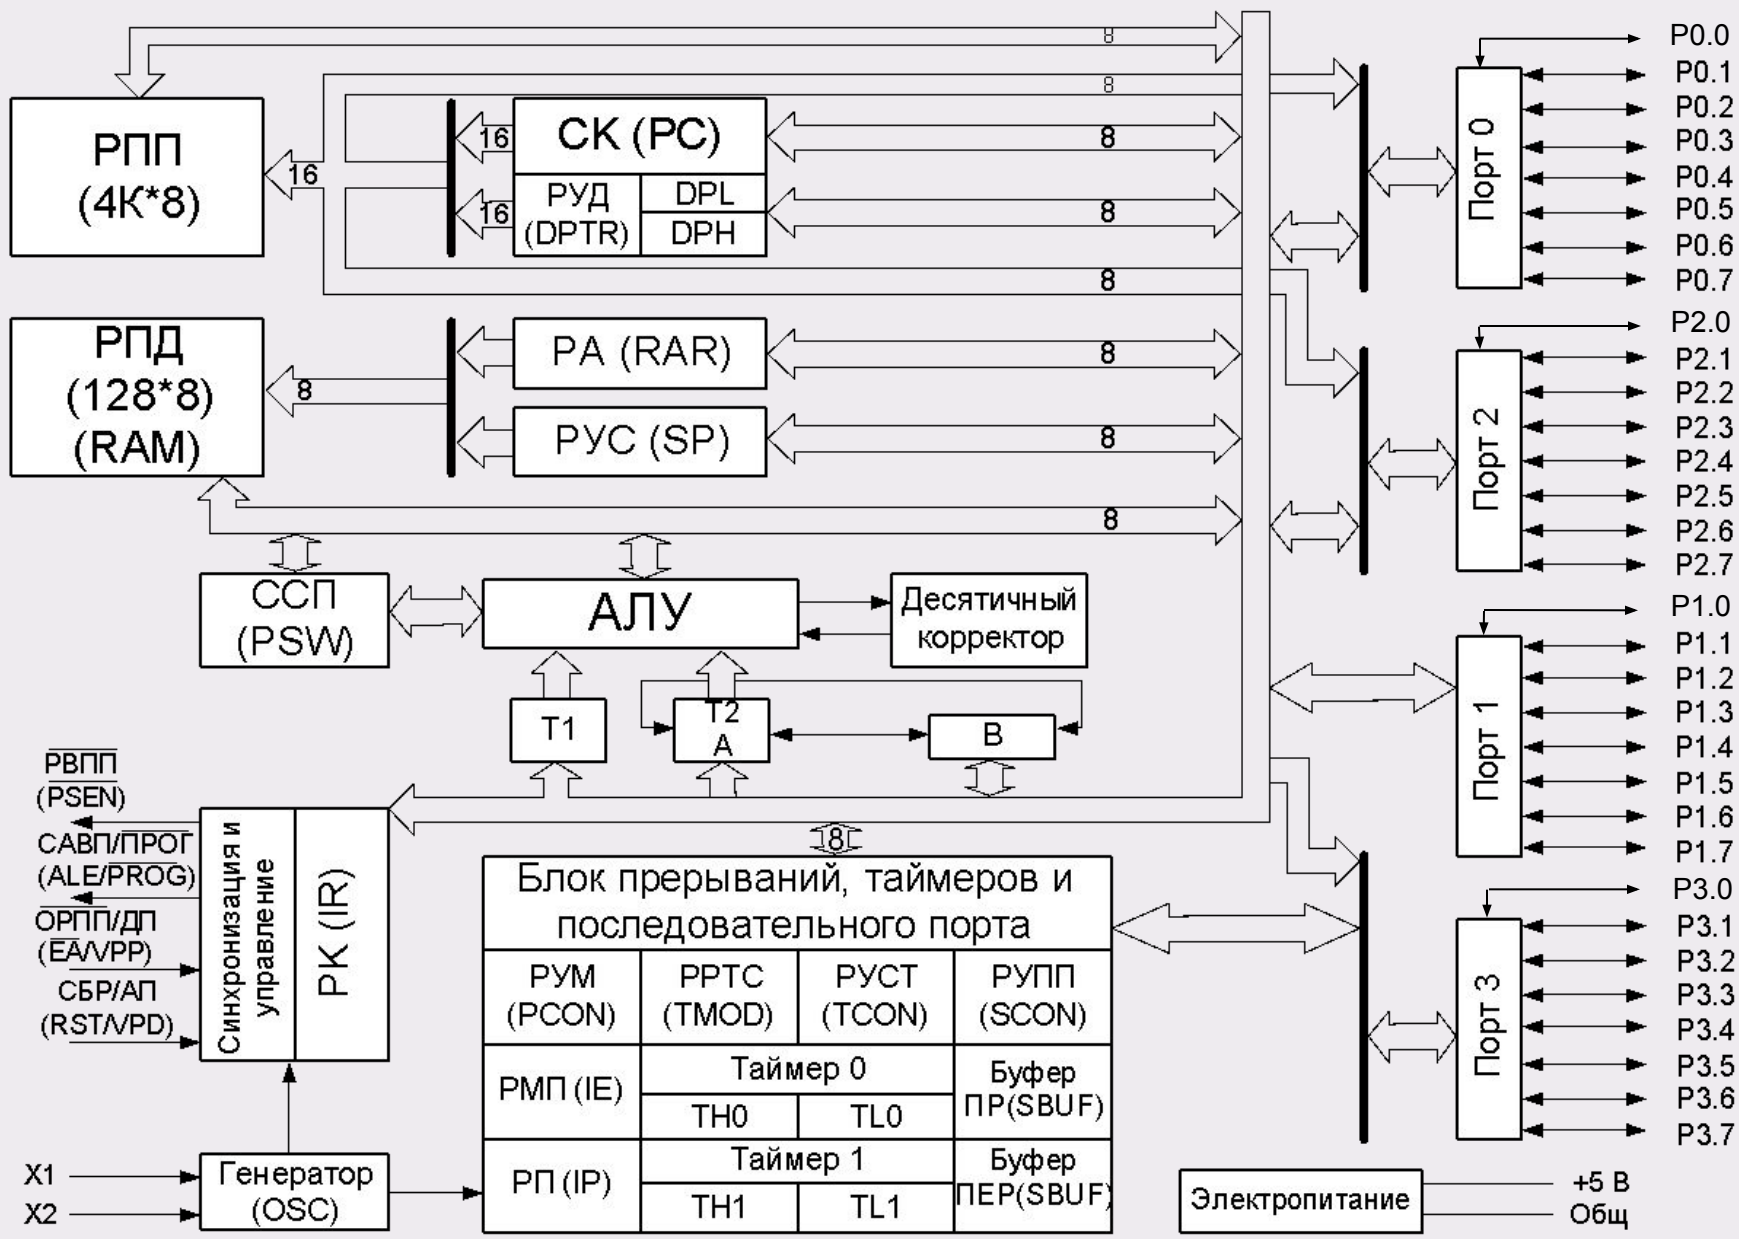 8
P0.0
8
P0.1
P0.2
P0.3
P0.4
P0.5
P0.6
P0.7
Порт 0
РПП
(4К*8)
16
16
СК (PC)
8
16
РУД
(DPTR)
DPL
DPH
8
8
РПД
(128*8)
(RAM)
8
РА (RAR)
8
РУС (SP)
8
8
P2.0
P2.1
P2.2
P2.3
P2.4
P2.5
P2.6
P2.7
Порт 2
ССП
(PSW)
АЛУ
Десятичный
корректор
Т1
Т2
А
В
P1.0
P1.1
P1.2
P1.3
P1.4
P1.5
P1.6
P1.7
Порт 1
РВПП
(PSEN)
САВП/ПРОГ
(ALE/PROG)
ОРПП/ДП
(EA/VPP)
СБР/АП
(RST/VPD)
Синхронизация и
управление
РК (IR)
8
Блок прерываний, таймеров и
последовательного порта
РУМ
(PCON)
РРТС
(TMOD)
РУСТ
(TCON)
РУПП
(SCON)
РМП (IE)
Таймер 0
TH0
TL0
Буфер
ПР(SBUF)
РП (IP)
Таймер 1
TH1
TL1
Буфер
ПЕР(SBUF)
P3.0
P3.1
P3.2
P3.3
P3.4
P3.5
P3.6
P3.7
Порт 3
X1
X2
Генератор
(OSC)
Электропитание
+5 В
Общ